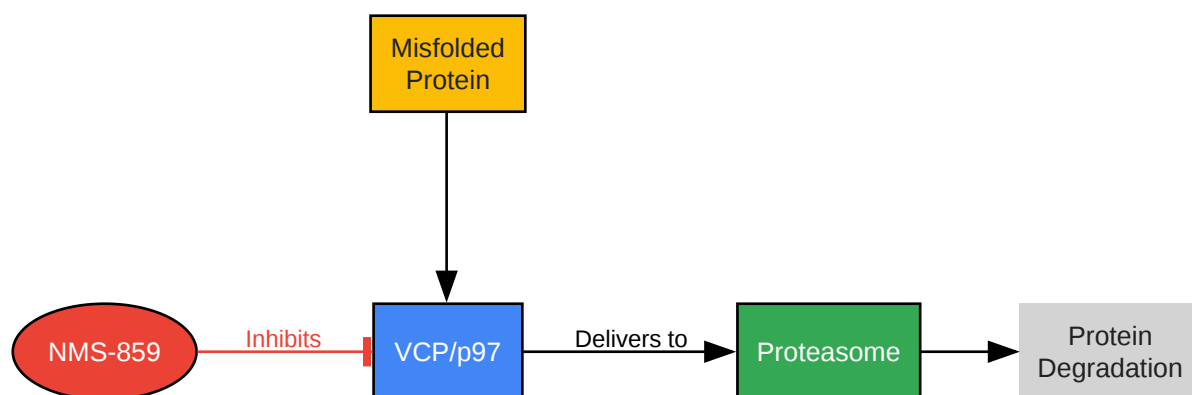 Misfolded
Protein
NMS-859
Inhibits
VCP/p97
Delivers to
Proteasome
Protein
Degradation